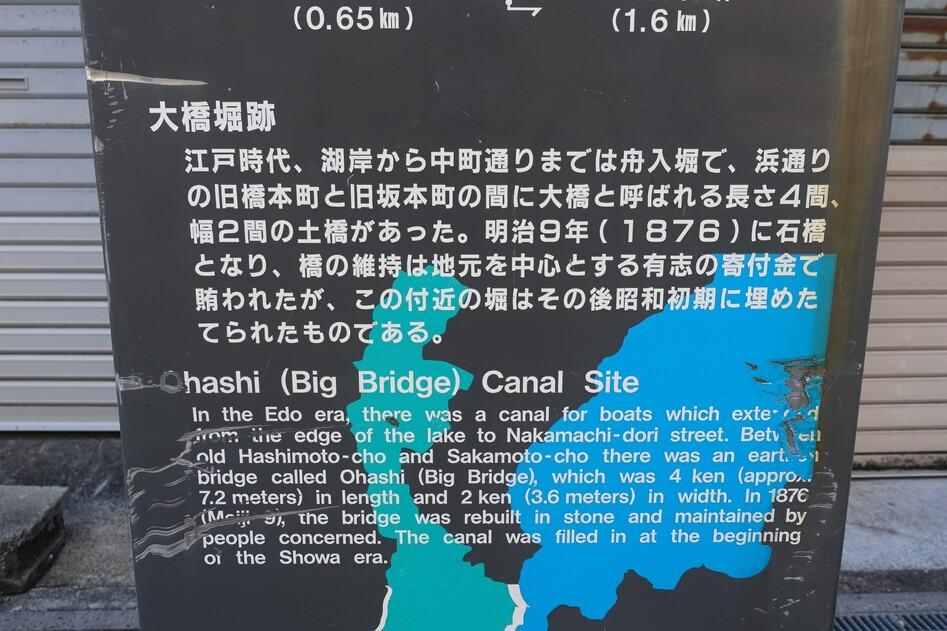 (0.65㎞)
(1.6㎞)
大橋堀跡
江戸時代、湖岸から中町通りまでは舟入堀で、浜通り
の旧橋本町と旧坂本町の間に大橋と呼ばれる長さ4間、
幅2間の土橋があった。明治9年(1876)に石橋
となり、橋の維持は地元を中心とする有志の寄付金で
賄われたが、この付近の堀はその後昭和初期に埋めた
てられたものである。
Ohashi (Big Bridge) Canal Site
In the Edo era, there was a canal for boats which extended
from the edge of the lake to Nakamachi-dori street. Between
old Hashimoto-cho and Sakamoto-cho there was an earthen
bridge called Ohashi (Big Bridge), which was 4 ken (approx.
7.2 meters) in length and 2 ken (3.6 meters) in width. In 1876
(Meiji 9), the bridge was rebuilt in stone and maintained by
people concerned. The canal was filled in at the beginning
of the Showa era.